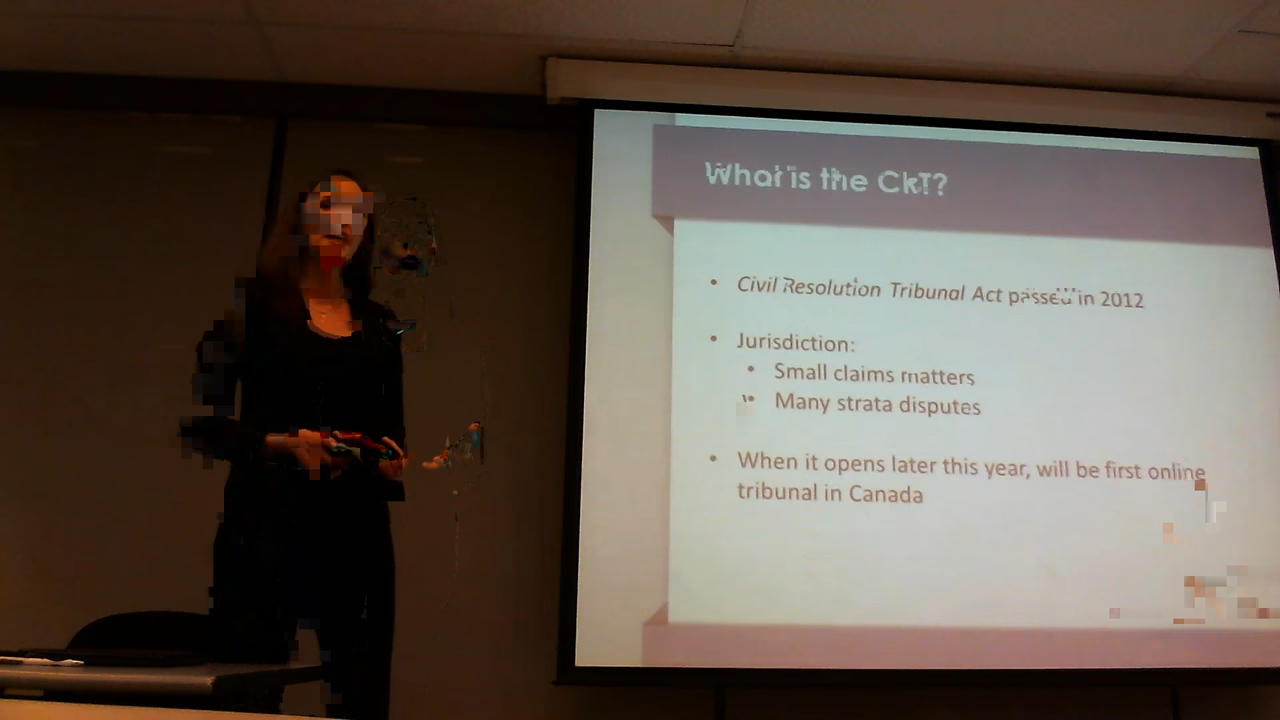 What is the CRT?
• Civil Resolution Tribunal Act passed in 2012
• Jurisdiction:
• Small claims matters
• Many strata disputes
• When it opens later this year, will be first online
tribunal in Canada